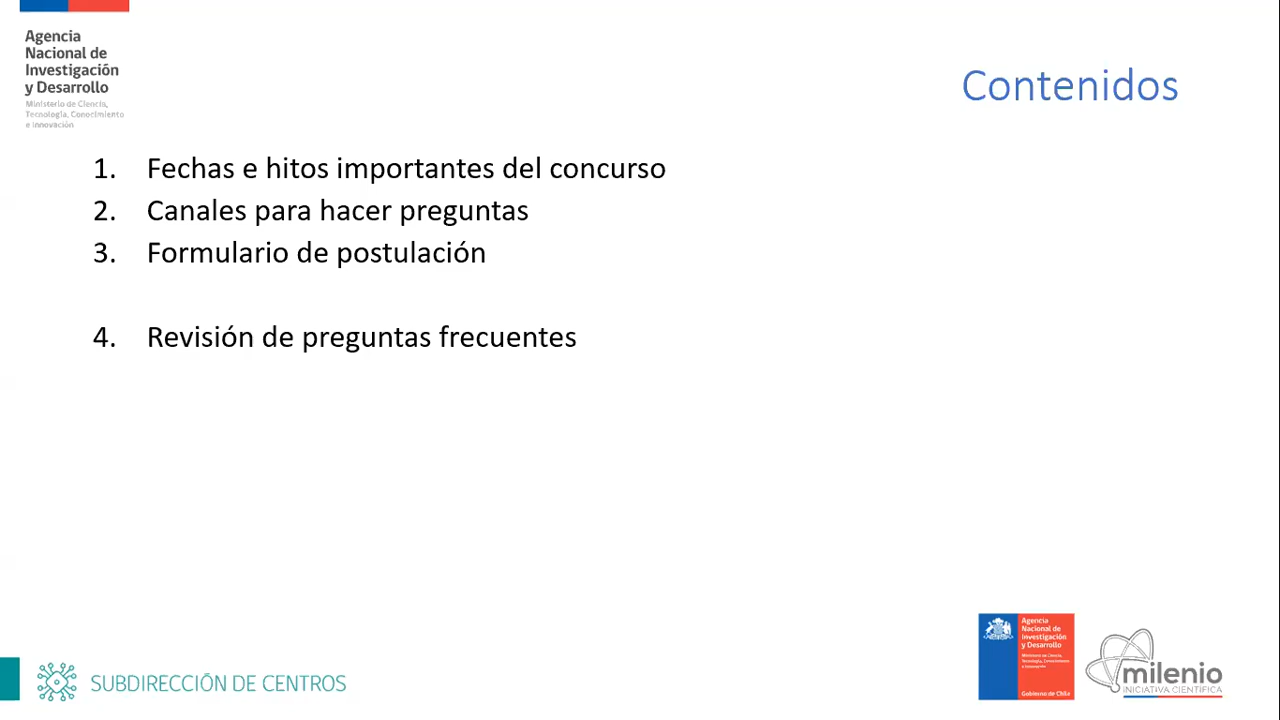 Agencia
Nacional de
Investigación
y Desarrollo
Ministerio de Ciencia,
Tecnología, Conocimiento
e Innovación
Contenidos
1. Fechas e hitos importantes del concurso
2. Canales para hacer preguntas
3. Formulario de postulación
4. Revisión de preguntas frecuentes
SUBDIRECCIÓN DE CENTROS
Agencia
Nacional de
Investigación
y Desarrollo
Ministerio de Ciencia,
Tecnología, Conocimiento
e Innovación
Gobierno de Chile
milenio
INICIATIVA CIENTÍFICA